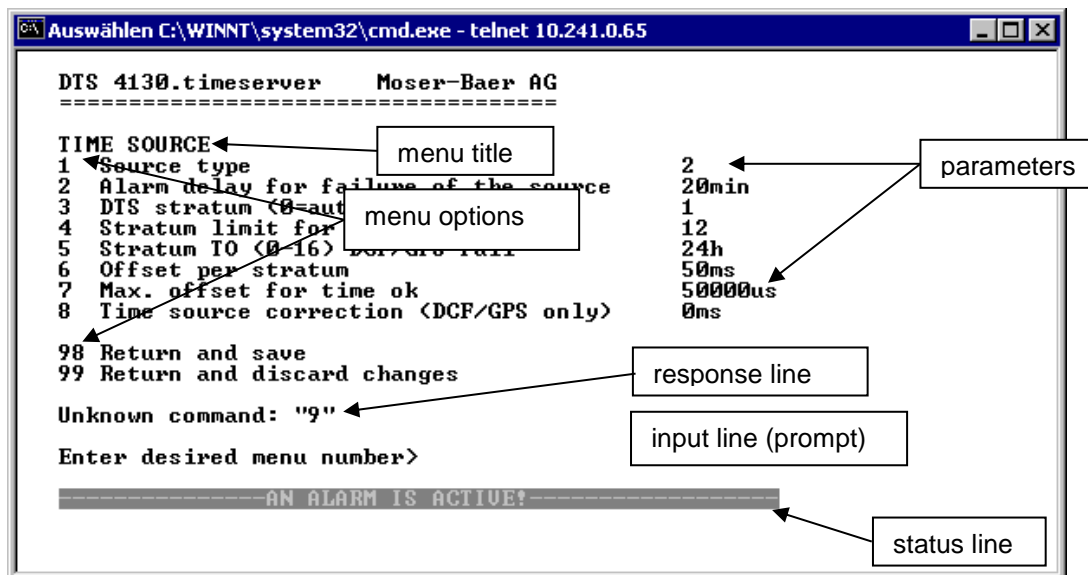 Auswählen C:\WINNT\system32\cmd.exe - telnet 10.241.0.65
DTS 4130.timeserver Moser-Baer AG
===================================
TIME SOURCE
menu title
1 Source type 2
parameters
2 Alarm delay for failure of the source 20min
3 DTS stratum (0=aut 1
menu options
4 Stratum limit for 12
5 Stratum TO (0-16) 24h
6 Offset per stratum 50ms
7 Max. offset for time ok 50000us
8 Time source correction (DCF/GPS only) 0ms
98 Return and save
99 Return and discard changes
response line
Unknown command: "9"
input line (prompt)
Enter desired menu number>
---------------AN ALARM IS ACTIVE!------------------
status line